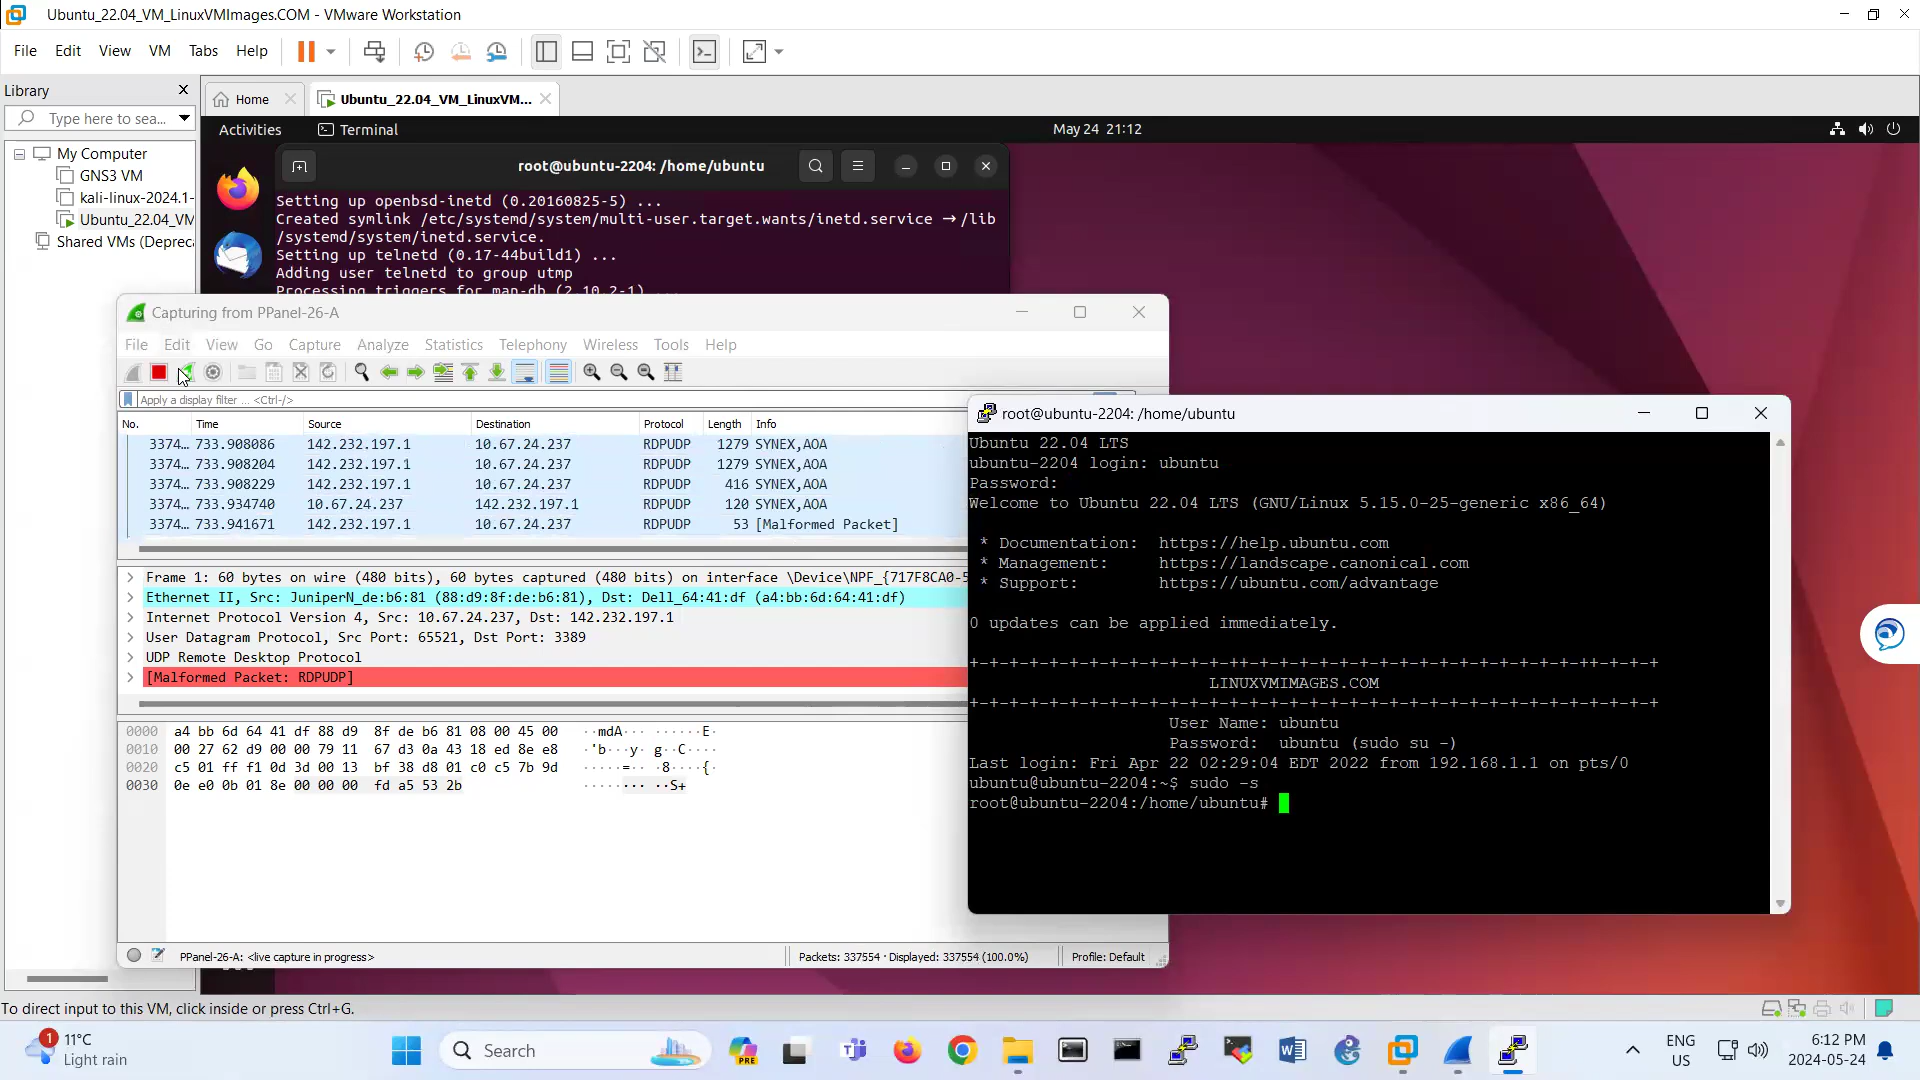 Ubuntu_22.04_VM_LinuxVMImages.COM - VMware Workstation
File Edit View VM Tabs Help
Library
Type here to sea...
My Computer
GNS3 VM
kali-linux-2024.1-
Ubuntu_22.04_VM
Shared VMs (Depreca
Home
Ubuntu_22.04_VM_LinuxVM...
Activities
Terminal
May 24 21:12
root@ubuntu-2204: /home/ubuntu
Setting up openbsd-inetd (0.20160825-5) ...
Created symlink /etc/systemd/system/multi-user.target.wants/inetd.service → /lib
/systemd/system/inetd.service.
Setting up telnetd (0.17-44build1) ...
Adding user telnetd to group utmp
Processing triggers for man-db (2.10.2-1) ...
Capturing from PPanel-26-A
File Edit View Go Capture Analyze Statistics Telephony Wireless Tools Help
Apply a display filter ... <Ctrl-/>
No. Time Source Destination Protocol Length Info
3374... 733.908086 142.232.197.1 10.67.24.237 RDPUDP 1279 SYNEX,AOA
3374... 733.908204 142.232.197.1 10.67.24.237 RDPUDP 1279 SYNEX,AOA
3374... 733.908229 142.232.197.1 10.67.24.237 RDPUDP 416 SYNEX,AOA
3374... 733.934740 10.67.24.237 142.232.197.1 RDPUDP 120 SYNEX,AOA
3374... 733.941671 142.232.197.1 10.67.24.237 RDPUDP 53 [Malformed Packet]
Frame 1: 60 bytes on wire (480 bits), 60 bytes captured (480 bits) on interface \Device\NPF_{717F8CA0-5
Ethernet II, Src: JuniperN_de:b6:81 (88:d9:8f:de:b6:81), Dst: Dell_64:41:df (a4:bb:6d:64:41:df)
Internet Protocol Version 4, Src: 10.67.24.237, Dst: 142.232.197.1
User Datagram Protocol, Src Port: 65521, Dst Port: 3389
UDP Remote Desktop Protocol
[Malformed Packet: RDPUDP]
0000 a4 bb 6d 64 41 df 88 d9 8f de b6 81 08 00 45 00 ··mdA··· ······E·
0010 00 27 62 d9 00 00 79 11 67 d3 0a 43 18 ed 8e e8 ·'b···y· g··C····
0020 c5 01 ff f1 0d 3d 00 13 bf 38 d8 01 c0 c5 7b 9d ·····=·· ·8····{·
0030 0e e0 0b 01 8e 00 00 00 fd a5 53 2b ········ ··S+
PPanel-26-A: <live capture in progress>
Packets: 337554 · Displayed: 337554 (100.0%)
Profile: Default
root@ubuntu-2204: /home/ubuntu
Ubuntu 22.04 LTS
ubuntu-2204 login: ubuntu
Password:
Welcome to Ubuntu 22.04 LTS (GNU/Linux 5.15.0-25-generic x86_64)
* Documentation: https://help.ubuntu.com
* Management: https://landscape.canonical.com
* Support: https://ubuntu.com/advantage
0 updates can be applied immediately.
+-+-+-+-+-+-+-+-+-+-+-+-+-++-+-+-+-+-+-+-+-+-+-+-+-+-+-+-+-+-++-+-+-+
LINUXVMIMAGES.COM
+-+-+-+-+-+-+-+-+-+-+-+-+-++-+-+-+-+-+-+-+-+-+-+-+-+-+-+-+-+-++-+-+-+
User Name: ubuntu
Password: ubuntu (sudo su -)
Last login: Fri Apr 22 02:29:04 EDT 2022 from 192.168.1.1 on pts/0
ubuntu@ubuntu-2204:~$ sudo -s
root@ubuntu-2204:/home/ubuntu#
To direct input to this VM, click inside or press Ctrl+G.
1
11°C
Light rain
Search
PRE
ENG
US
6:12 PM
2024-05-24